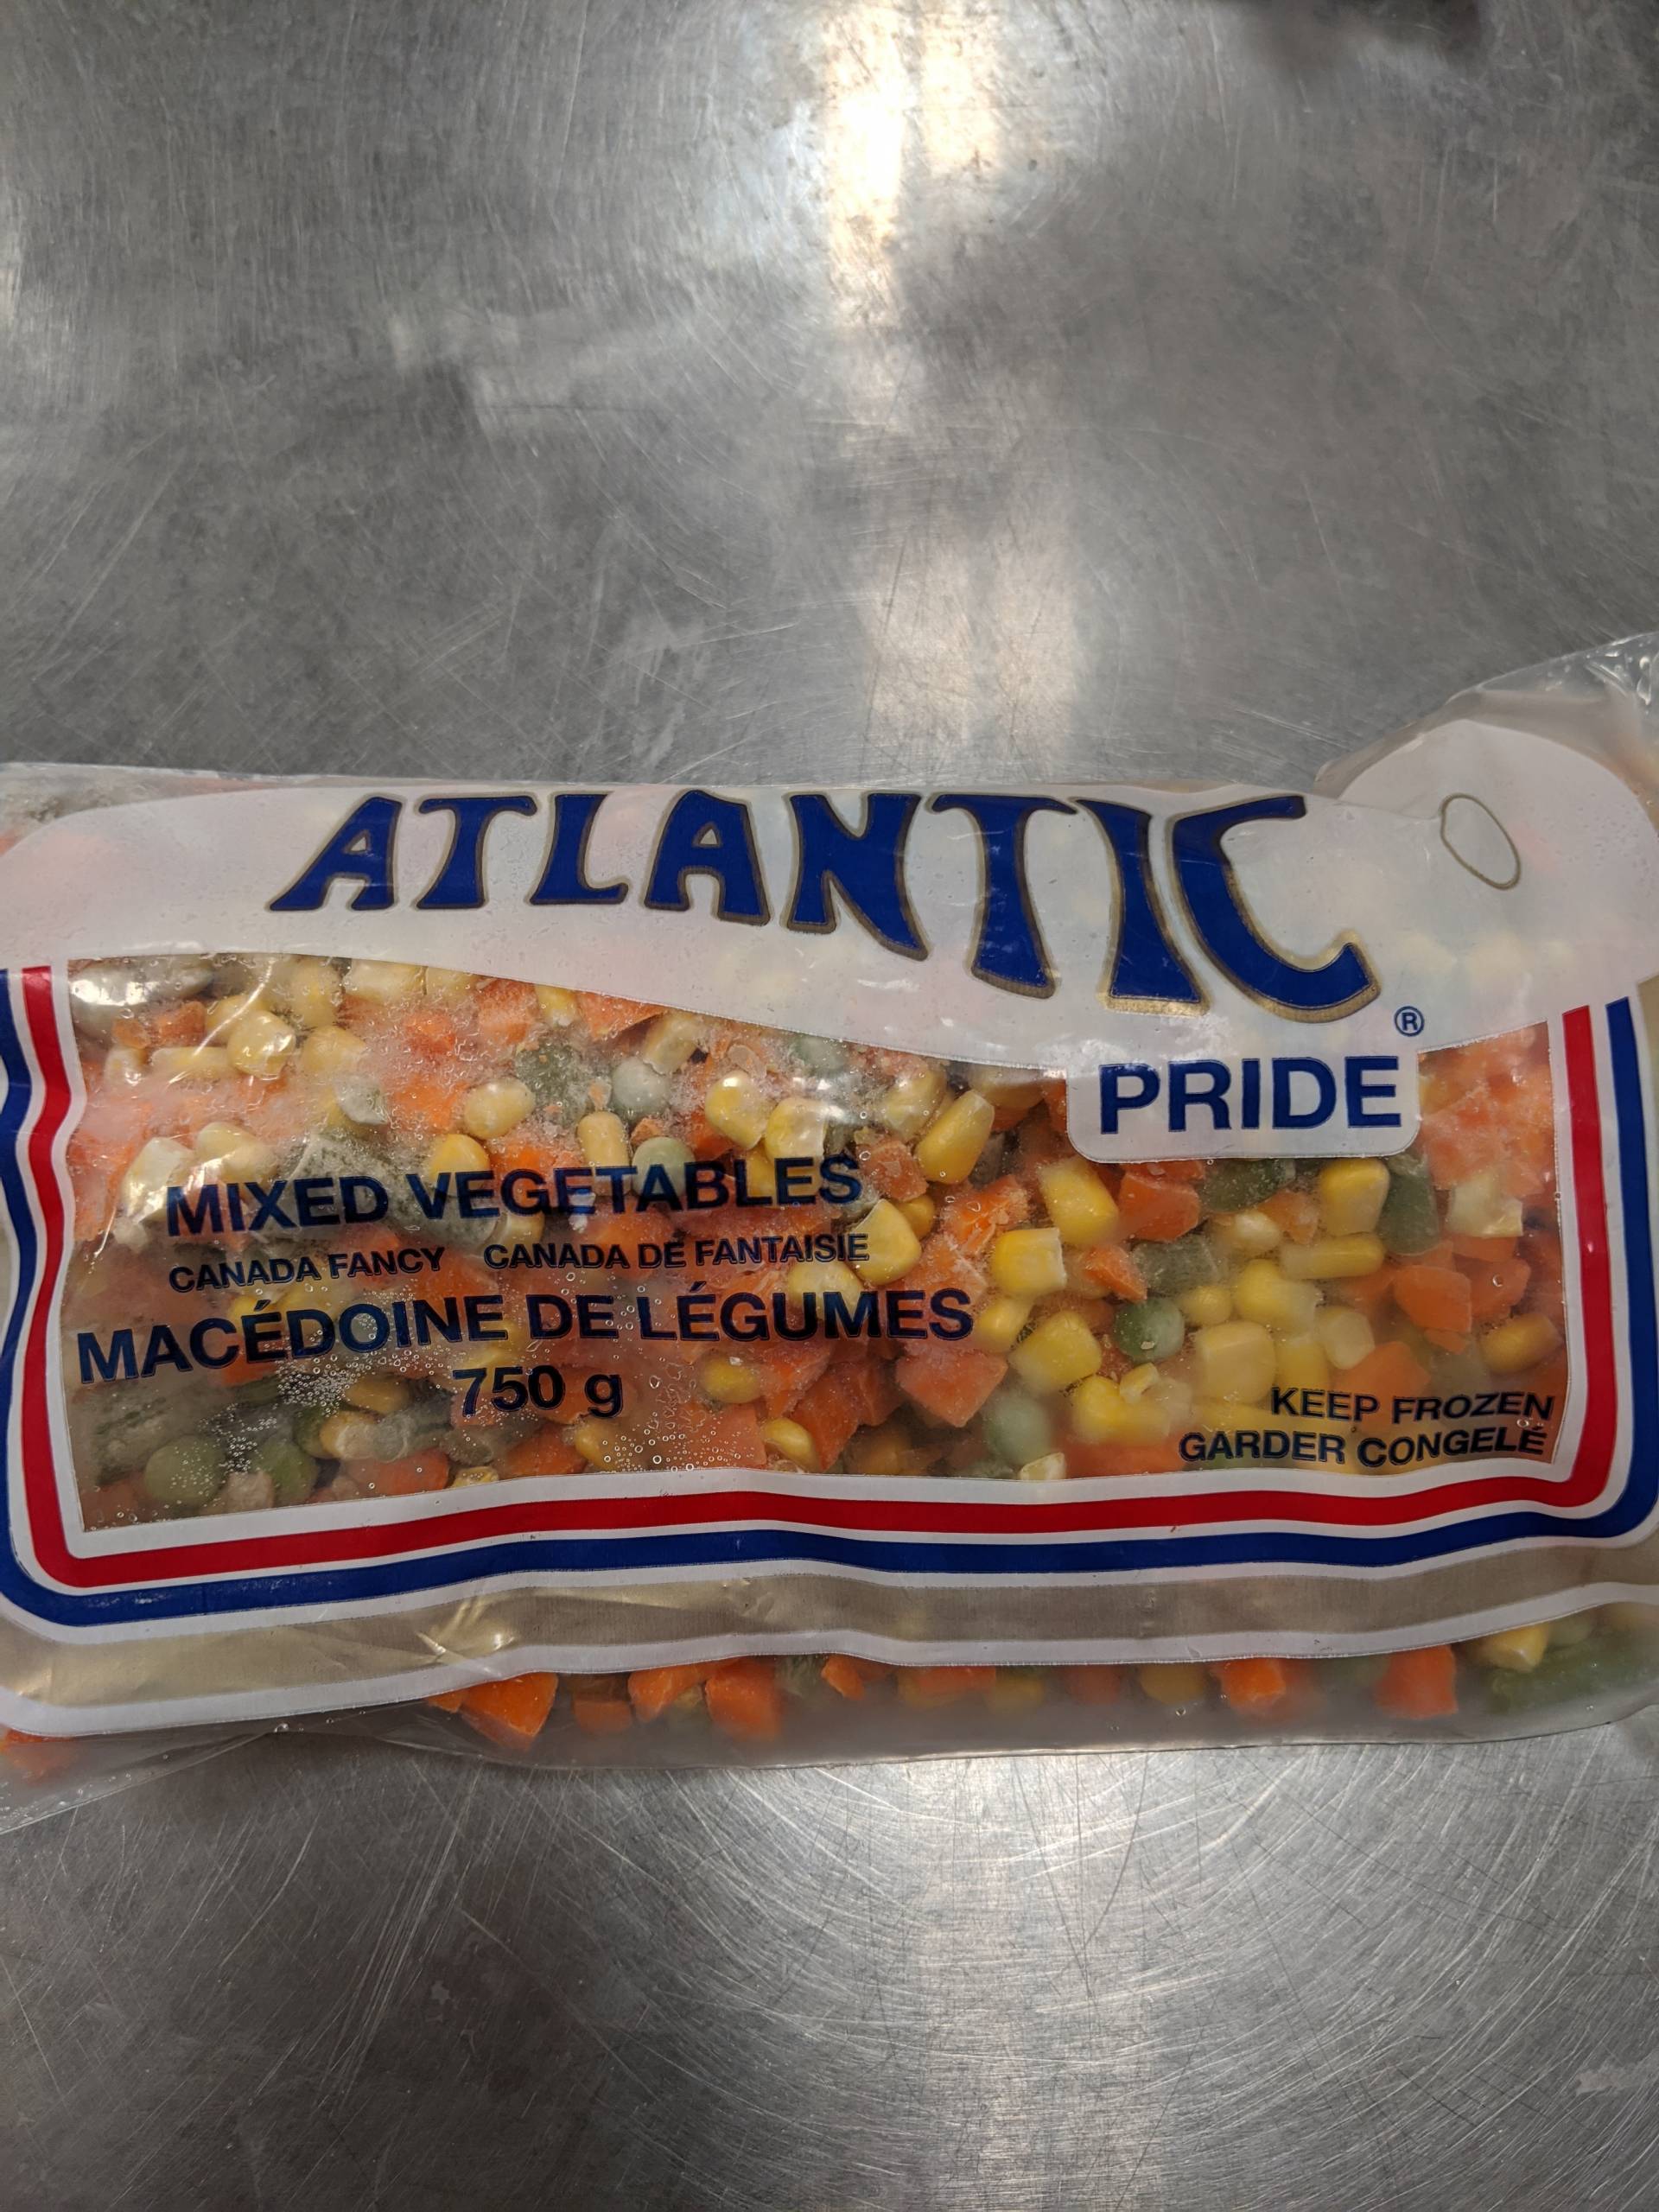 ATLANTIC
®
PRIDE
MIXED VEGETABLES
CANADA FANCY CANADA DE FANTAISIE
MACÉDOINE DE LÉGUMES
750 g
KEEP FROZEN
GARDER CONGELÉ